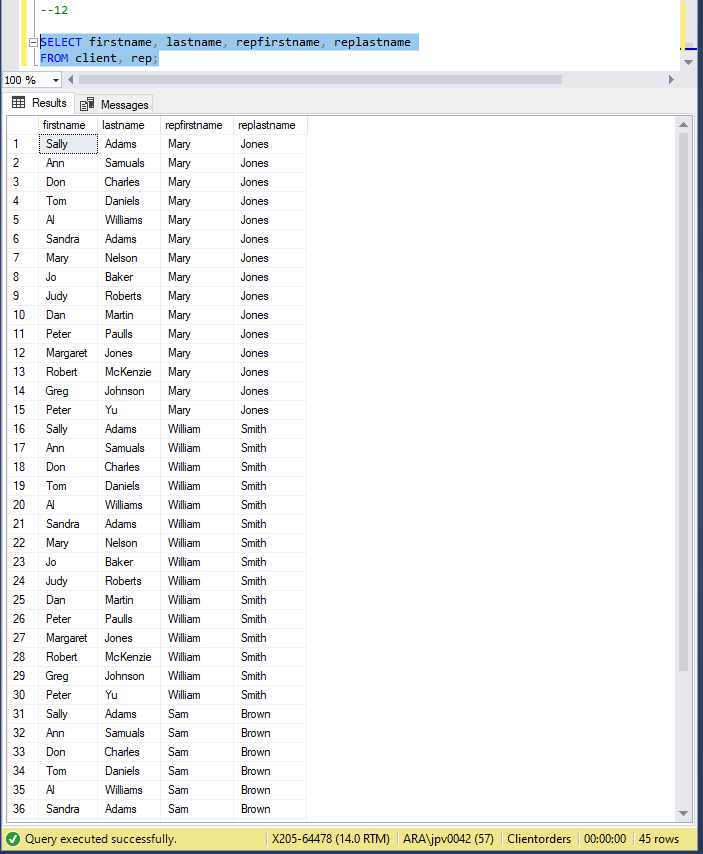 --12
SELECT firstname, lastname, repfirstname, replastname
FROM client, rep;
100 %
Results Messages
firstname lastname repfirstname replastname
1 Sally Adams Mary Jones
2 Ann Samuals Mary Jones
3 Don Charles Mary Jones
4 Tom Daniels Mary Jones
5 Al Williams Mary Jones
6 Sandra Adams Mary Jones
7 Mary Nelson Mary Jones
8 Jo Baker Mary Jones
9 Judy Roberts Mary Jones
10 Dan Martin Mary Jones
11 Peter Paulls Mary Jones
12 Margaret Jones Mary Jones
13 Robert McKenzie Mary Jones
14 Greg Johnson Mary Jones
15 Peter Yu Mary Jones
16 Sally Adams William Smith
17 Ann Samuals William Smith
18 Don Charles William Smith
19 Tom Daniels William Smith
20 Al Williams William Smith
21 Sandra Adams William Smith
22 Mary Nelson William Smith
23 Jo Baker William Smith
24 Judy Roberts William Smith
25 Dan Martin William Smith
26 Peter Paulls William Smith
27 Margaret Jones William Smith
28 Robert McKenzie William Smith
29 Greg Johnson William Smith
30 Peter Yu William Smith
31 Sally Adams Sam Brown
32 Ann Samuals Sam Brown
33 Don Charles Sam Brown
34 Tom Daniels Sam Brown
35 Al Williams Sam Brown
36 Sandra Adams Sam Brown
Query executed successfully. X205-64478 (14.0 RTM) ARA\jpv0042 (57) Clientorders 00:00:00 45 rows